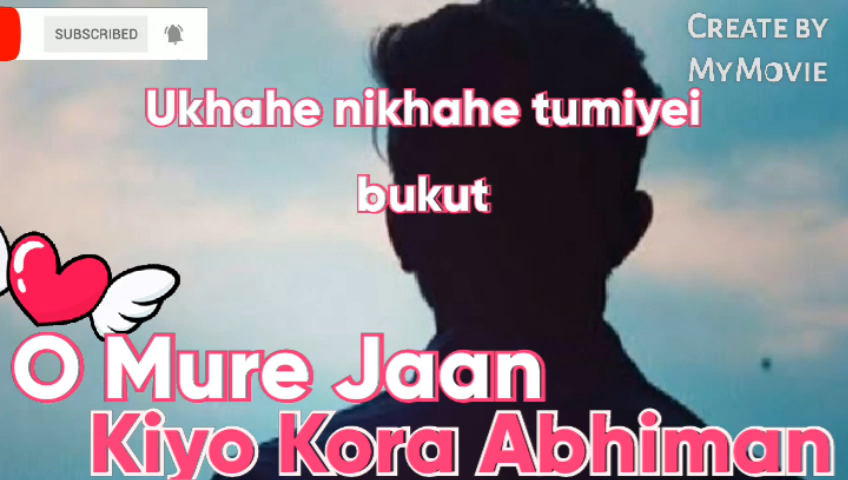 SUBSCRIBED
CREATE BY
MYMOVIE
Ukhahe nikhahe tumiyei
bukut
O Mure Jaan
Kiyo Kora Abhiman